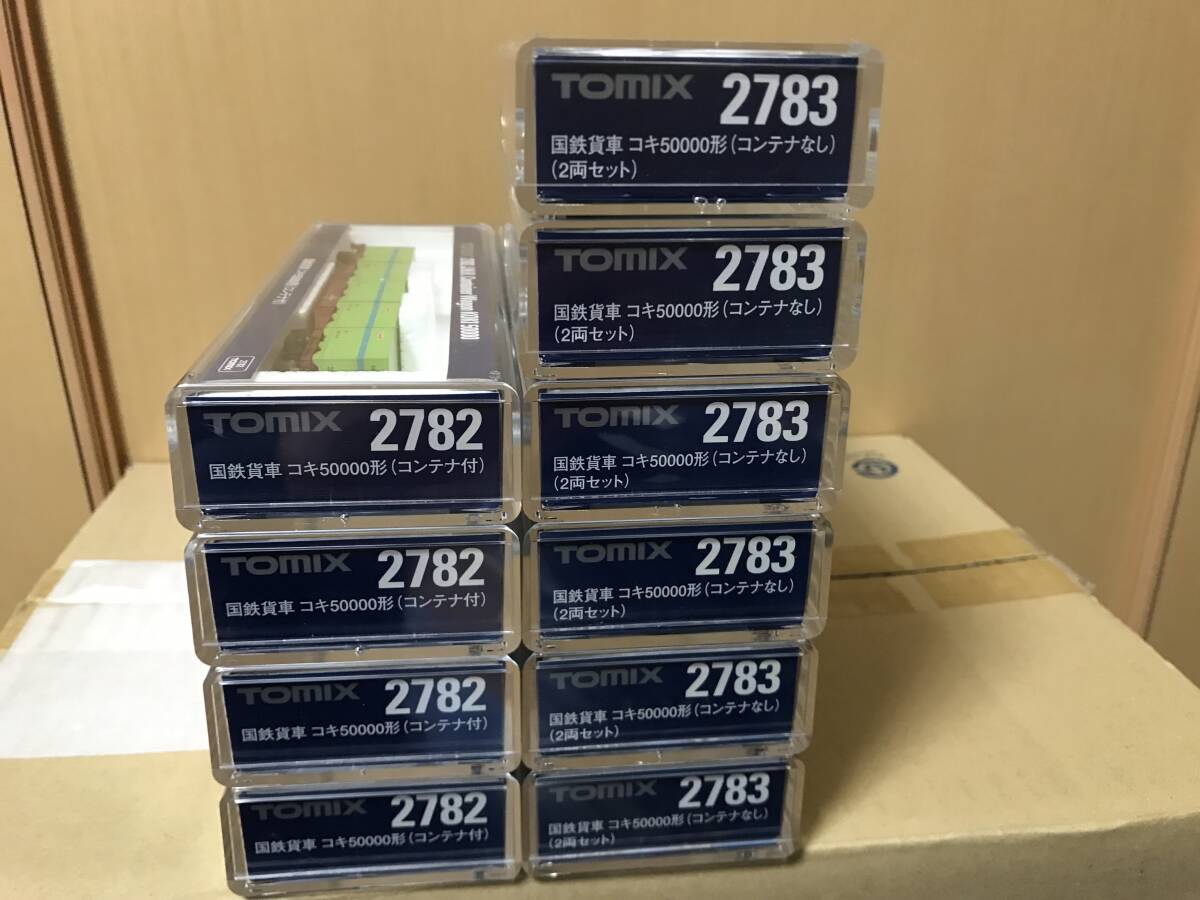 TOMIX 2783
国鉄貨車 コキ50000形(コンテナなし)
(2両セット)
TOMIX 2783
国鉄貨車 コキ50000形(コンテナなし)
(2両セット)
TOMIX 2783
国鉄貨車 コキ50000形(コンテナなし)
(2両セット)
TOMIX 2783
国鉄貨車 コキ50000形(コンテナなし)
(2両セット)
TOMIX 2783
国鉄貨車 コキ50000形(コンテナなし)
(2両セット)
TOMIX 2783
国鉄貨車 コキ50000形(コンテナなし)
(2両セット)
Container Wagon KOKI 50000
TOMIX 2782
国鉄貨車 コキ50000形(コンテナ付)
TOMIX 2782
国鉄貨車 コキ50000形(コンテナ付)
TOMIX 2782
国鉄貨車 コキ50000形(コンテナ付)
TOMIX 2782
国鉄貨車 コキ50000形(コンテナ付)